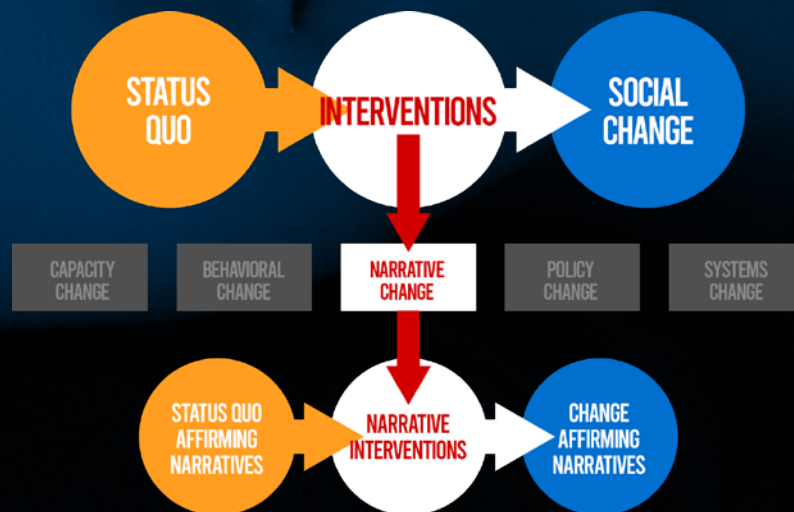 STATUS
QUO
INTERVENTIONS
SOCIAL
CHANGE
CAPACITY
CHANGE
BEHAVIORAL
CHANGE
NARRATIVE
CHANGE
POLICY
CHANGE
SYSTEMS
CHANGE
STATUS QUO
AFFIRMING
NARRATIVES
NARRATIVE
INTERVENTIONS
CHANGE
AFFIRMING
NARRATIVES